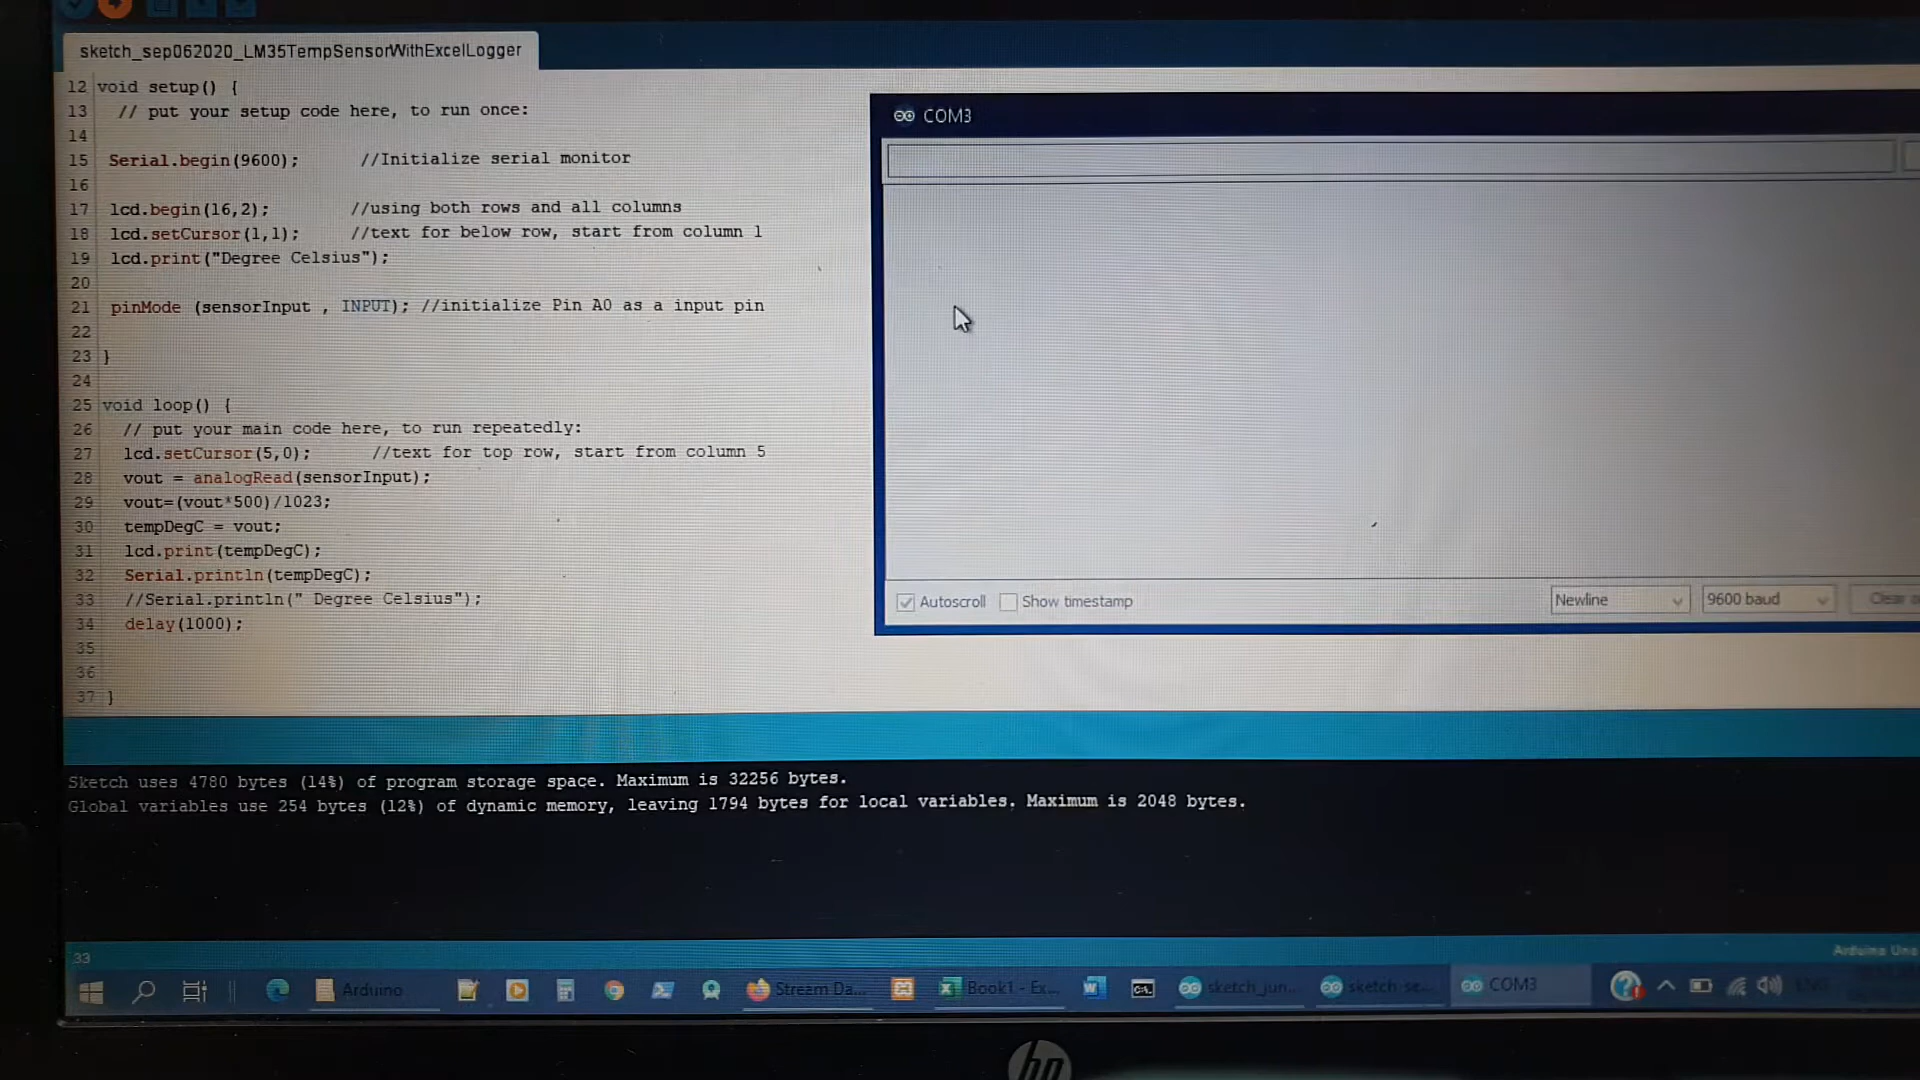 sketch_sep062020_LM35TempSensorWithExcelLogger
12 void setup() {
13 // put your setup code here, to run once:
14
15 Serial.begin(9600); //Initialize serial monitor
16
17 lcd.begin(16,2); //using both rows and all columns
18 lcd.setCursor(1,1); //text for below row, start from column 1
19 lcd.print("Degree Celsius");
20
21 pinMode (sensorInput , INPUT); //initialize Pin A0 as a input pin
22
23 }
24
25 void loop() {
26 // put your main code here, to run repeatedly:
27 lcd.setCursor(5,0); //text for top row, start from column 5
28 vout = analogRead(sensorInput);
29 vout=(vout*500)/1023;
30 tempDegC = vout;
31 lcd.print(tempDegC);
32 Serial.println(tempDegC);
33 //Serial.println(" Degree Celsius");
34 delay(1000);
35
36
37 }
COM3
Autoscroll Show timestamp Newline 9600 baud Clear
Sketch uses 4780 bytes (14%) of program storage space. Maximum is 32256 bytes.
Global variables use 254 bytes (12%) of dynamic memory, leaving 1794 bytes for local variables. Maximum is 2048 bytes.
33 Arduino Uno
Arduino Stream Da... Book1 - Ex... sketch_jun... sketch_se... COM3
hp